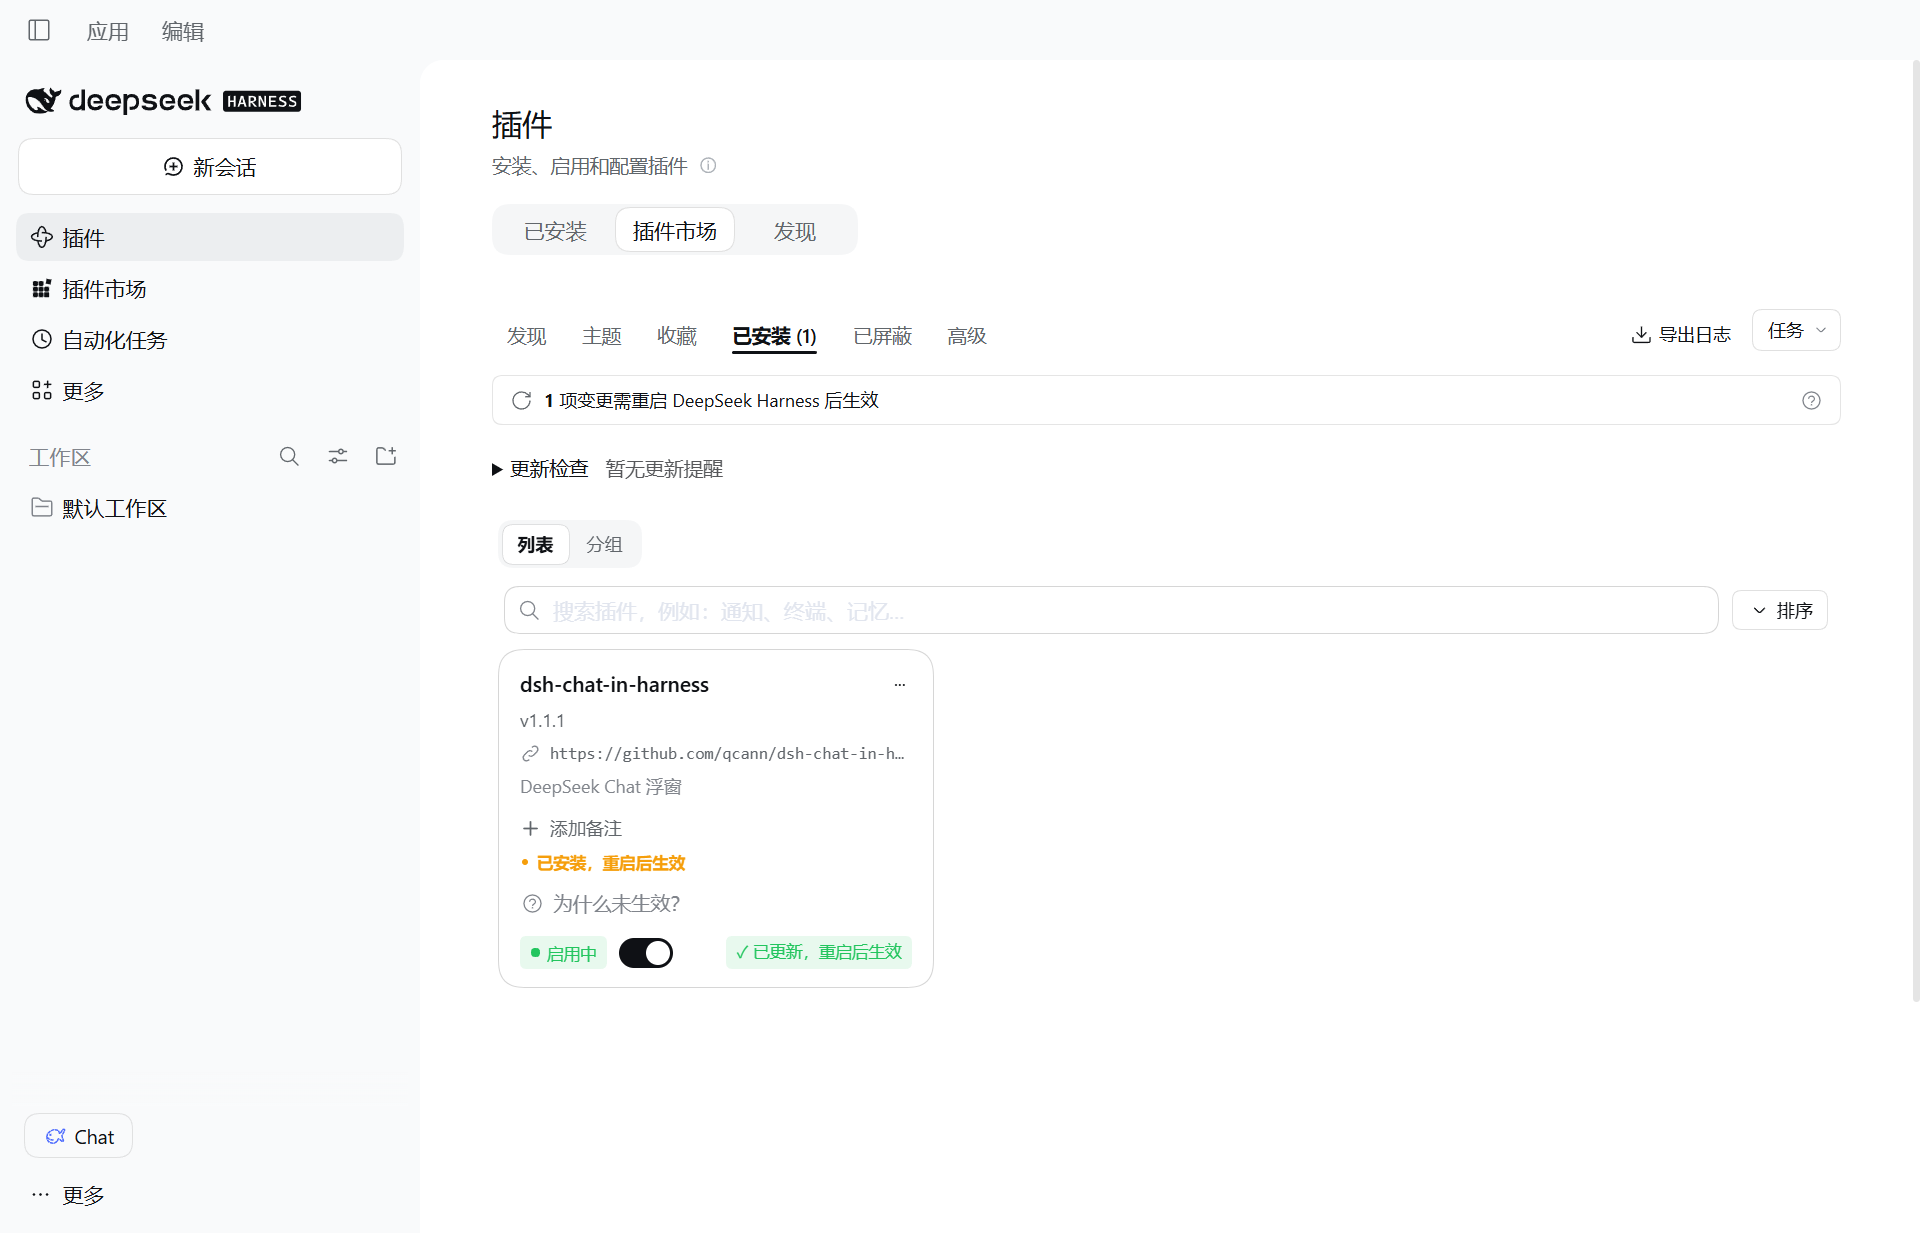 应用 编辑
deepseek HARNESS
新会话
插件
插件市场
自动化任务
更多
工作区
默认工作区
Chat
更多
插件
安装、启用和配置插件
已安装 插件市场 发现
发现 主题 收藏 已安装 (1) 已屏蔽 高级
导出日志 任务
1 项变更需重启 DeepSeek Harness 后生效
更新检查 暂无更新提醒
列表 分组
搜索插件，例如：通知、终端、记忆...
排序
dsh-chat-in-harness
v1.1.1
https://github.com/qcann/dsh-chat-in-h…
DeepSeek Chat 浮窗
添加备注
已安装，重启后生效
为什么未生效？
启用中 ✓ 已更新，重启后生效